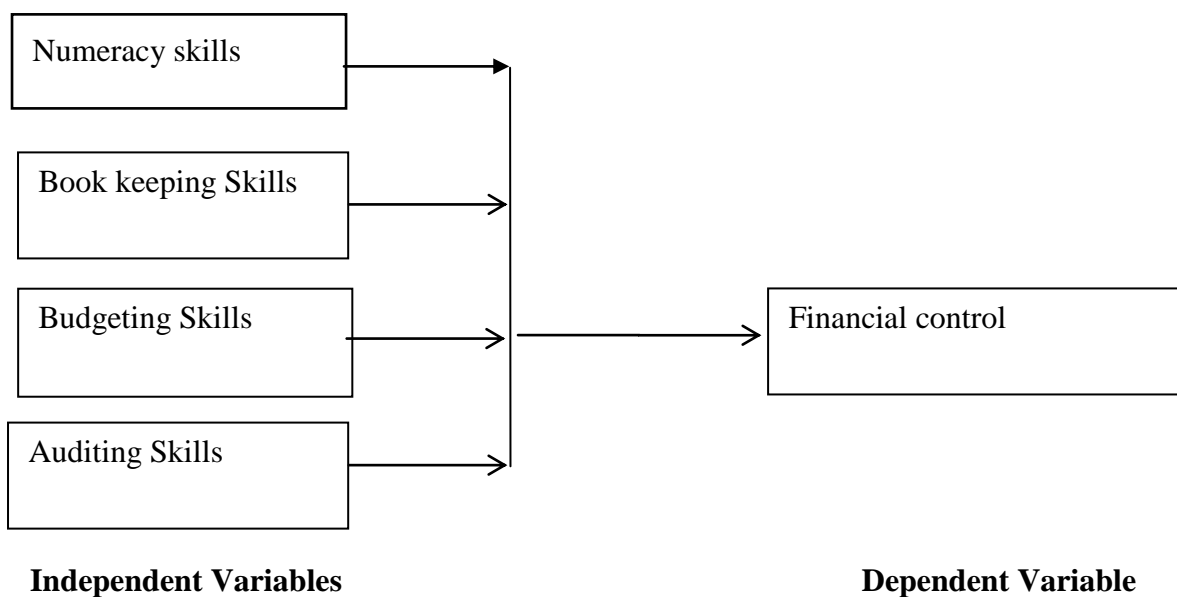 Numeracy skills
Book keeping Skills
Budgeting Skills
Financial control
Auditing Skills
Independent Variables
Dependent Variable